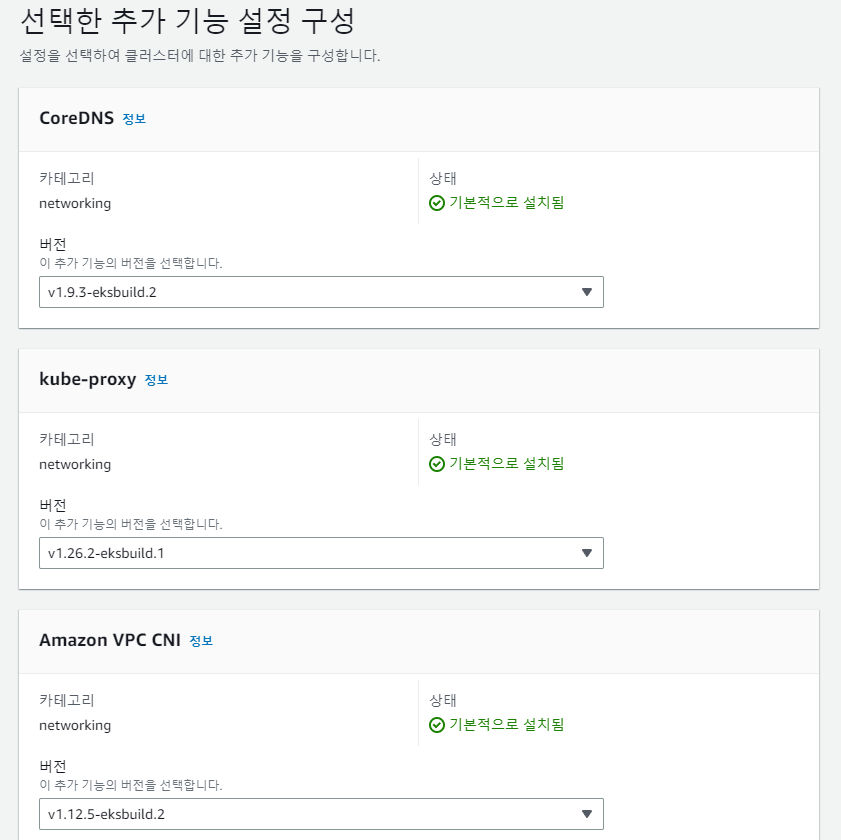 선택한 추가 기능 설정 구성
설정을 선택하여 클러스터에 대한 추가 기능을 구성합니다.
CoreDNS 정보
카테고리
networking
상태
기본적으로 설치됨
버전
이 추가 기능의 버전을 선택합니다.
v1.9.3-eksbuild.2
kube-proxy 정보
카테고리
networking
상태
기본적으로 설치됨
버전
이 추가 기능의 버전을 선택합니다.
v1.26.2-eksbuild.1
Amazon VPC CNI 정보
카테고리
networking
상태
기본적으로 설치됨
버전
이 추가 기능의 버전을 선택합니다.
v1.12.5-eksbuild.2